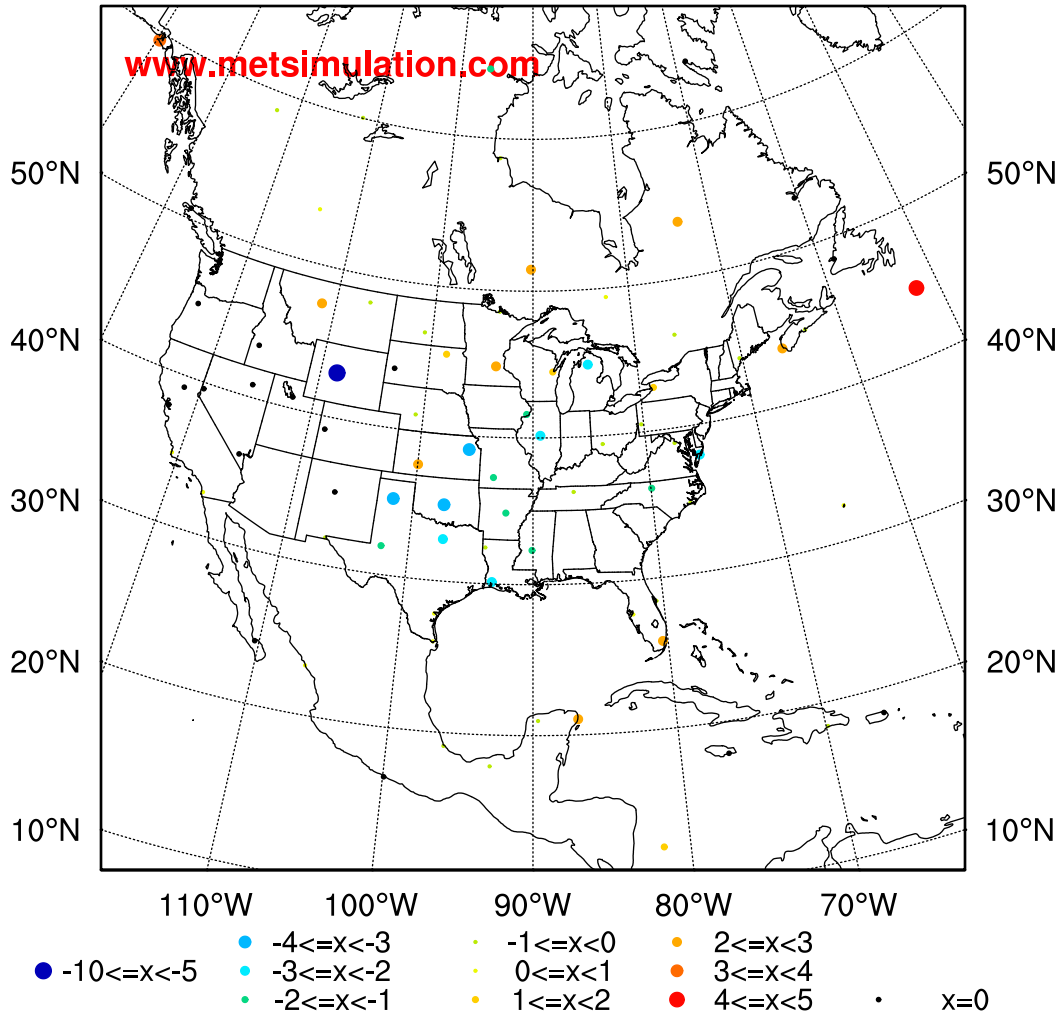 www.metsimulation.com
50°N 50°N
40°N 40°N
30°N 30°N
20°N 20°N
10°N 10°N
110°W 100°W 90°W 80°W 70°W
-4<=x<-3 -1<=x<0 2<=x<3
-10<=x<-5 -3<=x<-2 0<=x<1 3<=x<4
-2<=x<-1 1<=x<2 4<=x<5 x=0